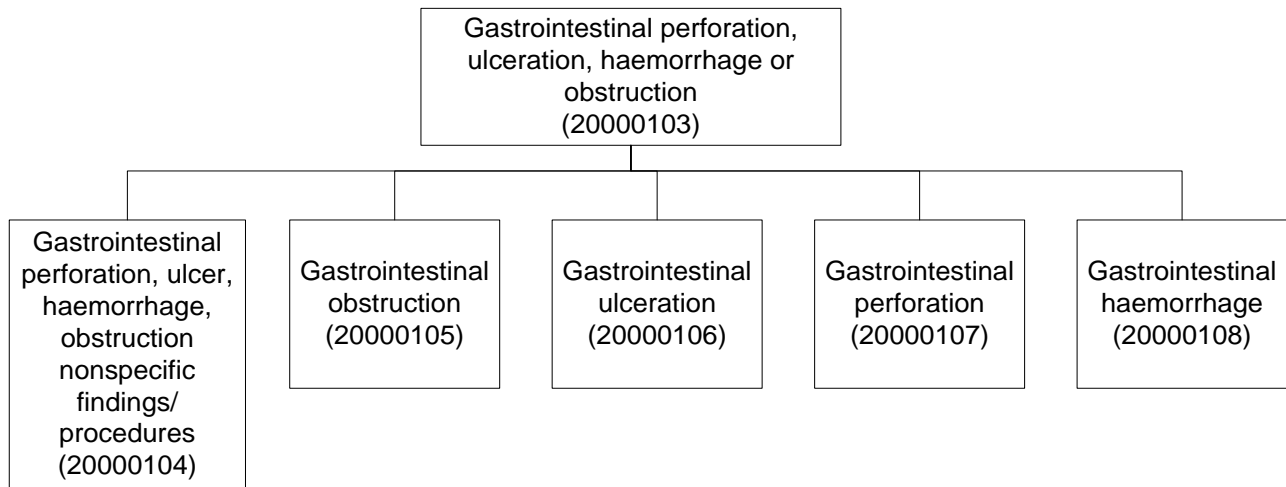 Gastrointestinal perforation,
ulceration, haemorrhage or
obstruction
(20000103)
Gastrointestinal
perforation, ulcer,
haemorrhage,
obstruction
nonspecific
findings/
procedures
(20000104)
Gastrointestinal
obstruction
(20000105)
Gastrointestinal
ulceration
(20000106)
Gastrointestinal
perforation
(20000107)
Gastrointestinal
haemorrhage
(20000108)